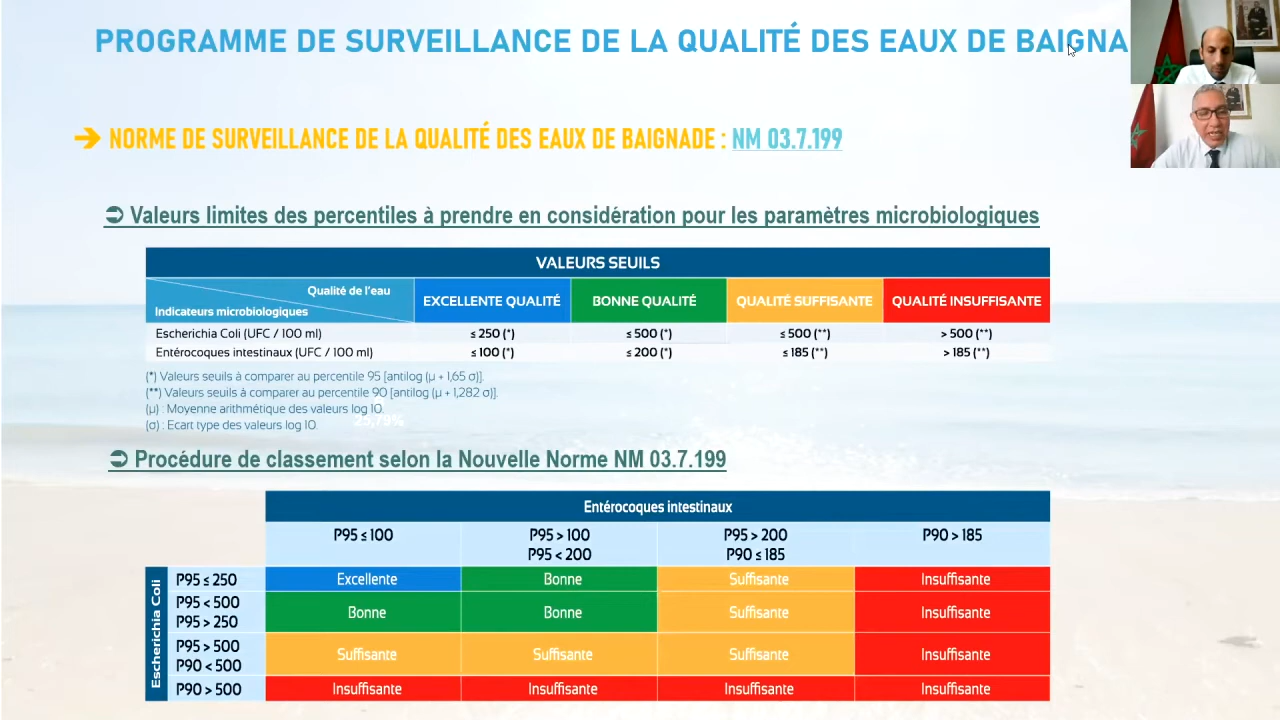 PROGRAMME DE SURVEILLANCE DE LA QUALITÉ DES EAUX DE BAIGNA
➔ NORME DE SURVEILLANCE DE LA QUALITÉ DES EAUX DE BAIGNADE : NM 03.7.199
➲ Valeurs limites des percentiles à prendre en considération pour les paramètres microbiologiques
VALEURS SEUILS
Qualité de l'eau
Indicateurs microbiologiques
EXCELLENTE QUALITÉ BONNE QUALITÉ QUALITÉ SUFFISANTE QUALITÉ INSUFFISANTE
Escherichia Coli (UFC / 100 ml) ≤ 250 (*) ≤ 500 (*) ≤ 500 (**) > 500 (**)
Entérocoques intestinaux (UFC / 100 ml) ≤ 100 (*) ≤ 200 (*) ≤ 185 (**) > 185 (**)
(*) Valeurs seuils à comparer au percentile 95 [antilog (µ + 1,65 σ)].
(**) Valeurs seuils à comparer au percentile 90 [antilog (µ + 1,282 σ)].
(µ) : Moyenne arithmétique des valeurs log 10.
(σ) : Ecart type des valeurs log 10.
25,79%
➲ Procédure de classement selon la Nouvelle Norme NM 03.7.199
Entérocoques intestinaux
P95 ≤ 100 P95 > 100 P95 > 200 P90 > 185
P95 < 200 P90 ≤ 185
Escherichia Coli
P95 ≤ 250 Excellente Bonne Suffisante Insuffisante
P95 < 500
P95 > 250
Bonne Bonne Suffisante Insuffisante
P95 > 500
P90 < 500
Suffisante Suffisante Suffisante Insuffisante
P90 > 500 Insuffisante Insuffisante Insuffisante Insuffisante